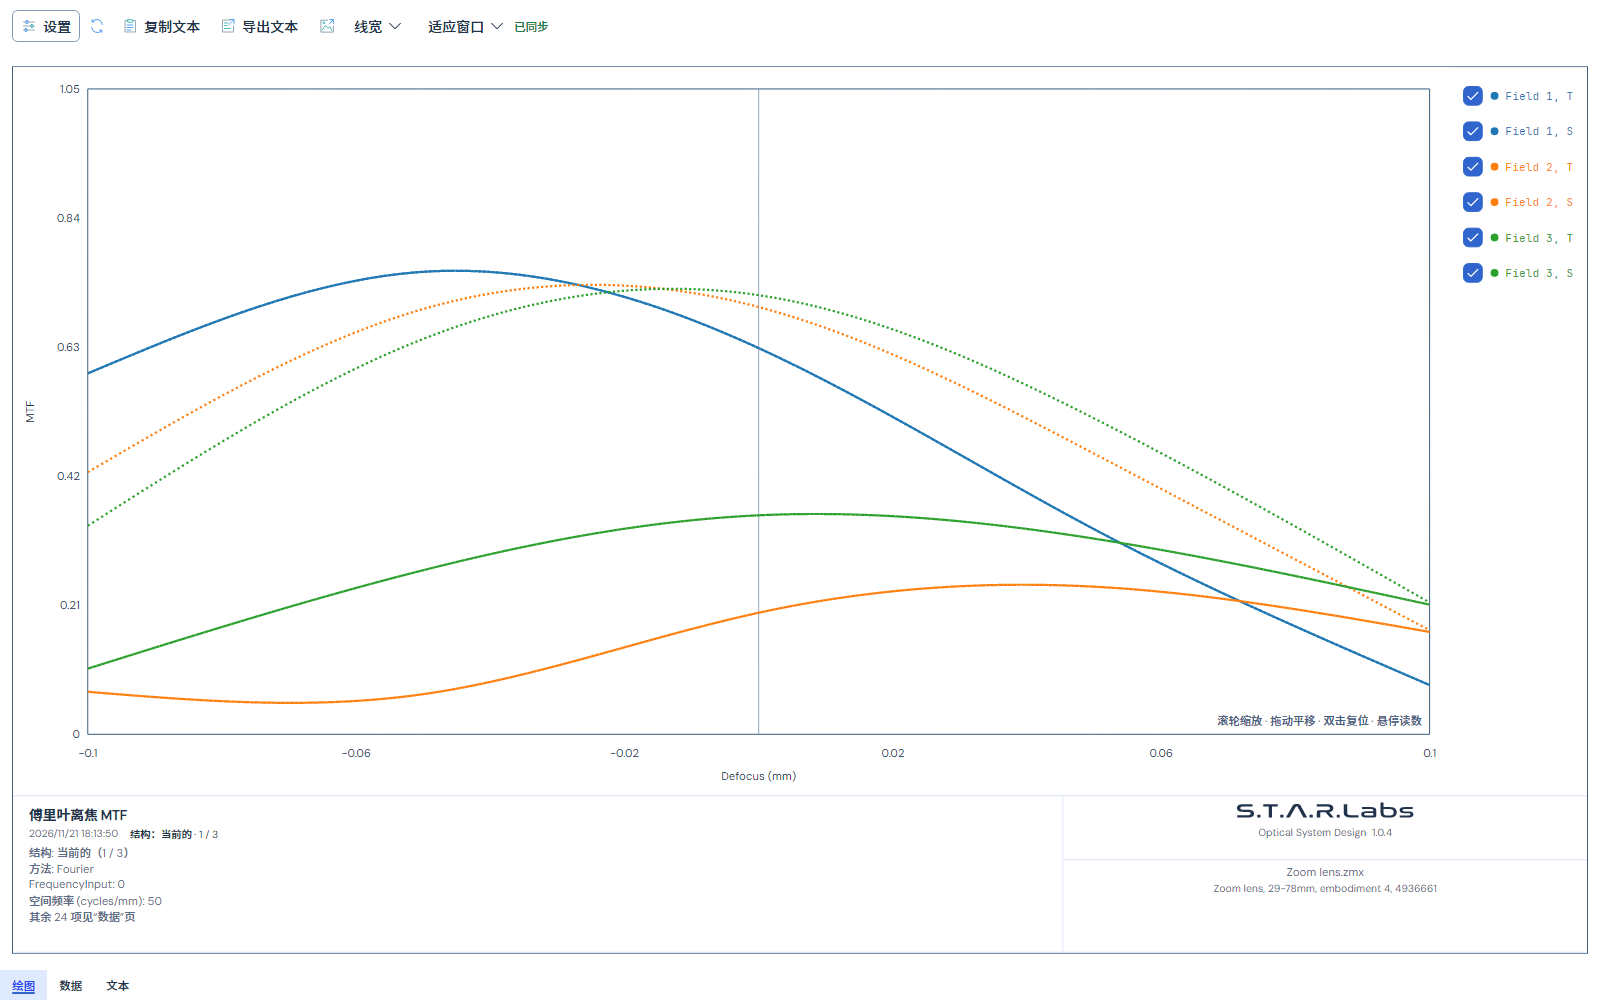 设置 复制文本 导出文本 线宽 适应窗口 已同步
1.05
0.84
0.63
0.42
0.21
0
MTF
−0.1 −0.06 −0.02 0.02 0.06 0.1
Defocus (mm)
滚轮缩放 · 拖动平移 · 双击复位 · 悬停读数
Field 1, T
Field 1, S
Field 2, T
Field 2, S
Field 3, T
Field 3, S
傅里叶离焦 MTF
2026/11/21 18:13:50 结构：当前的 · 1 / 3
结构: 当前的（1 / 3）
方法: Fourier
FrequencyInput: 0
空间频率 (cycles/mm): 50
其余 24 项见“数据”页
S.T.A.R.Labs
Optical System Design 1.0.4
Zoom lens.zmx
Zoom lens, 29-78mm, embodiment 4, 4936661
绘图 数据 文本